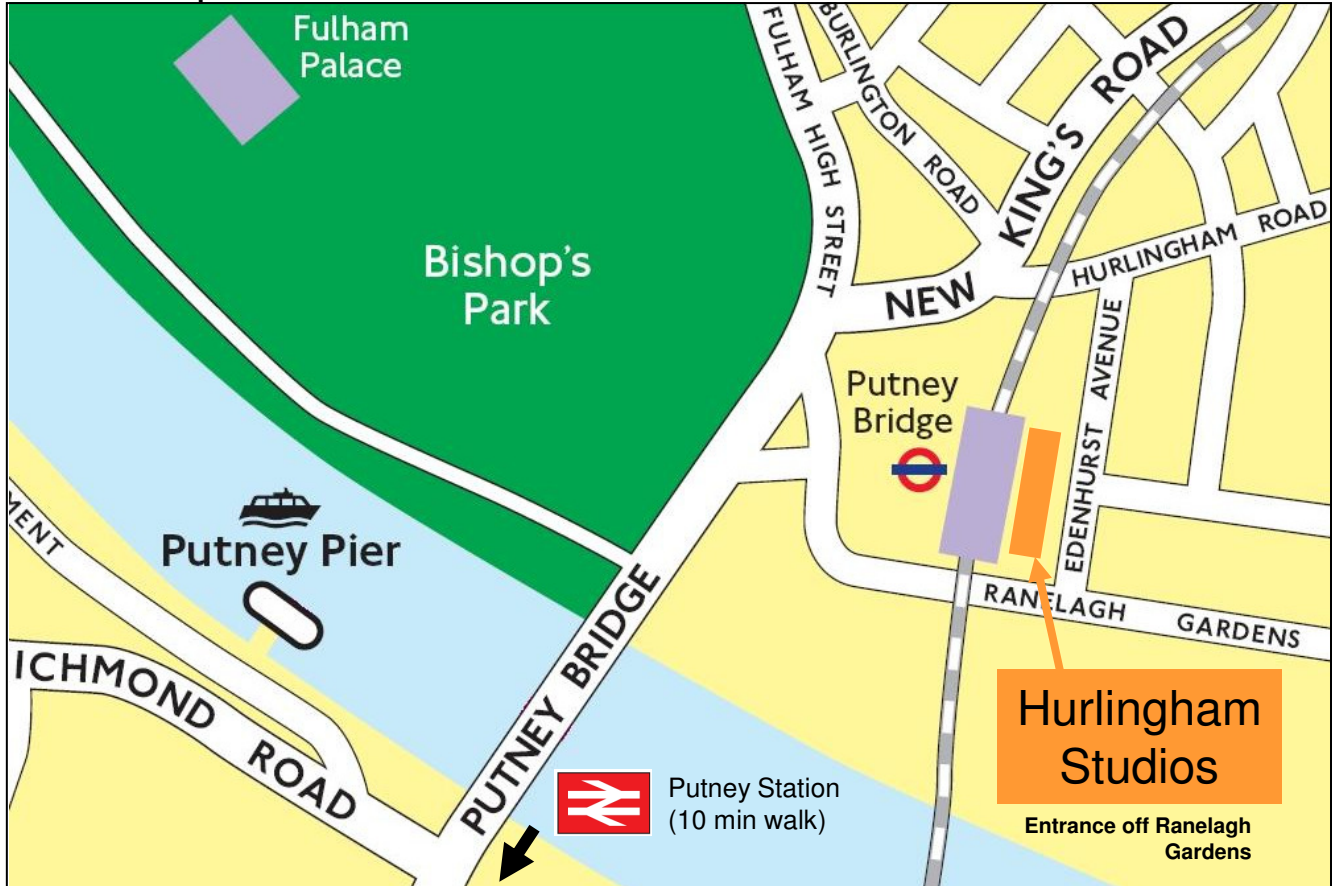 Fulham
Palace
FULHAM HIGH STREET
BURLINGTON ROAD
NEW KING'S ROAD
HURLINGHAM ROAD
Bishop's
Park
EDENHURST AVENUE
Putney
Bridge
Putney Pier
MENT
ICHMOND ROAD
PUTNEY BRIDGE
RANELAGH GARDENS
Hurlingham
Studios
Entrance off Ranelagh
Gardens
Putney Station
(10 min walk)